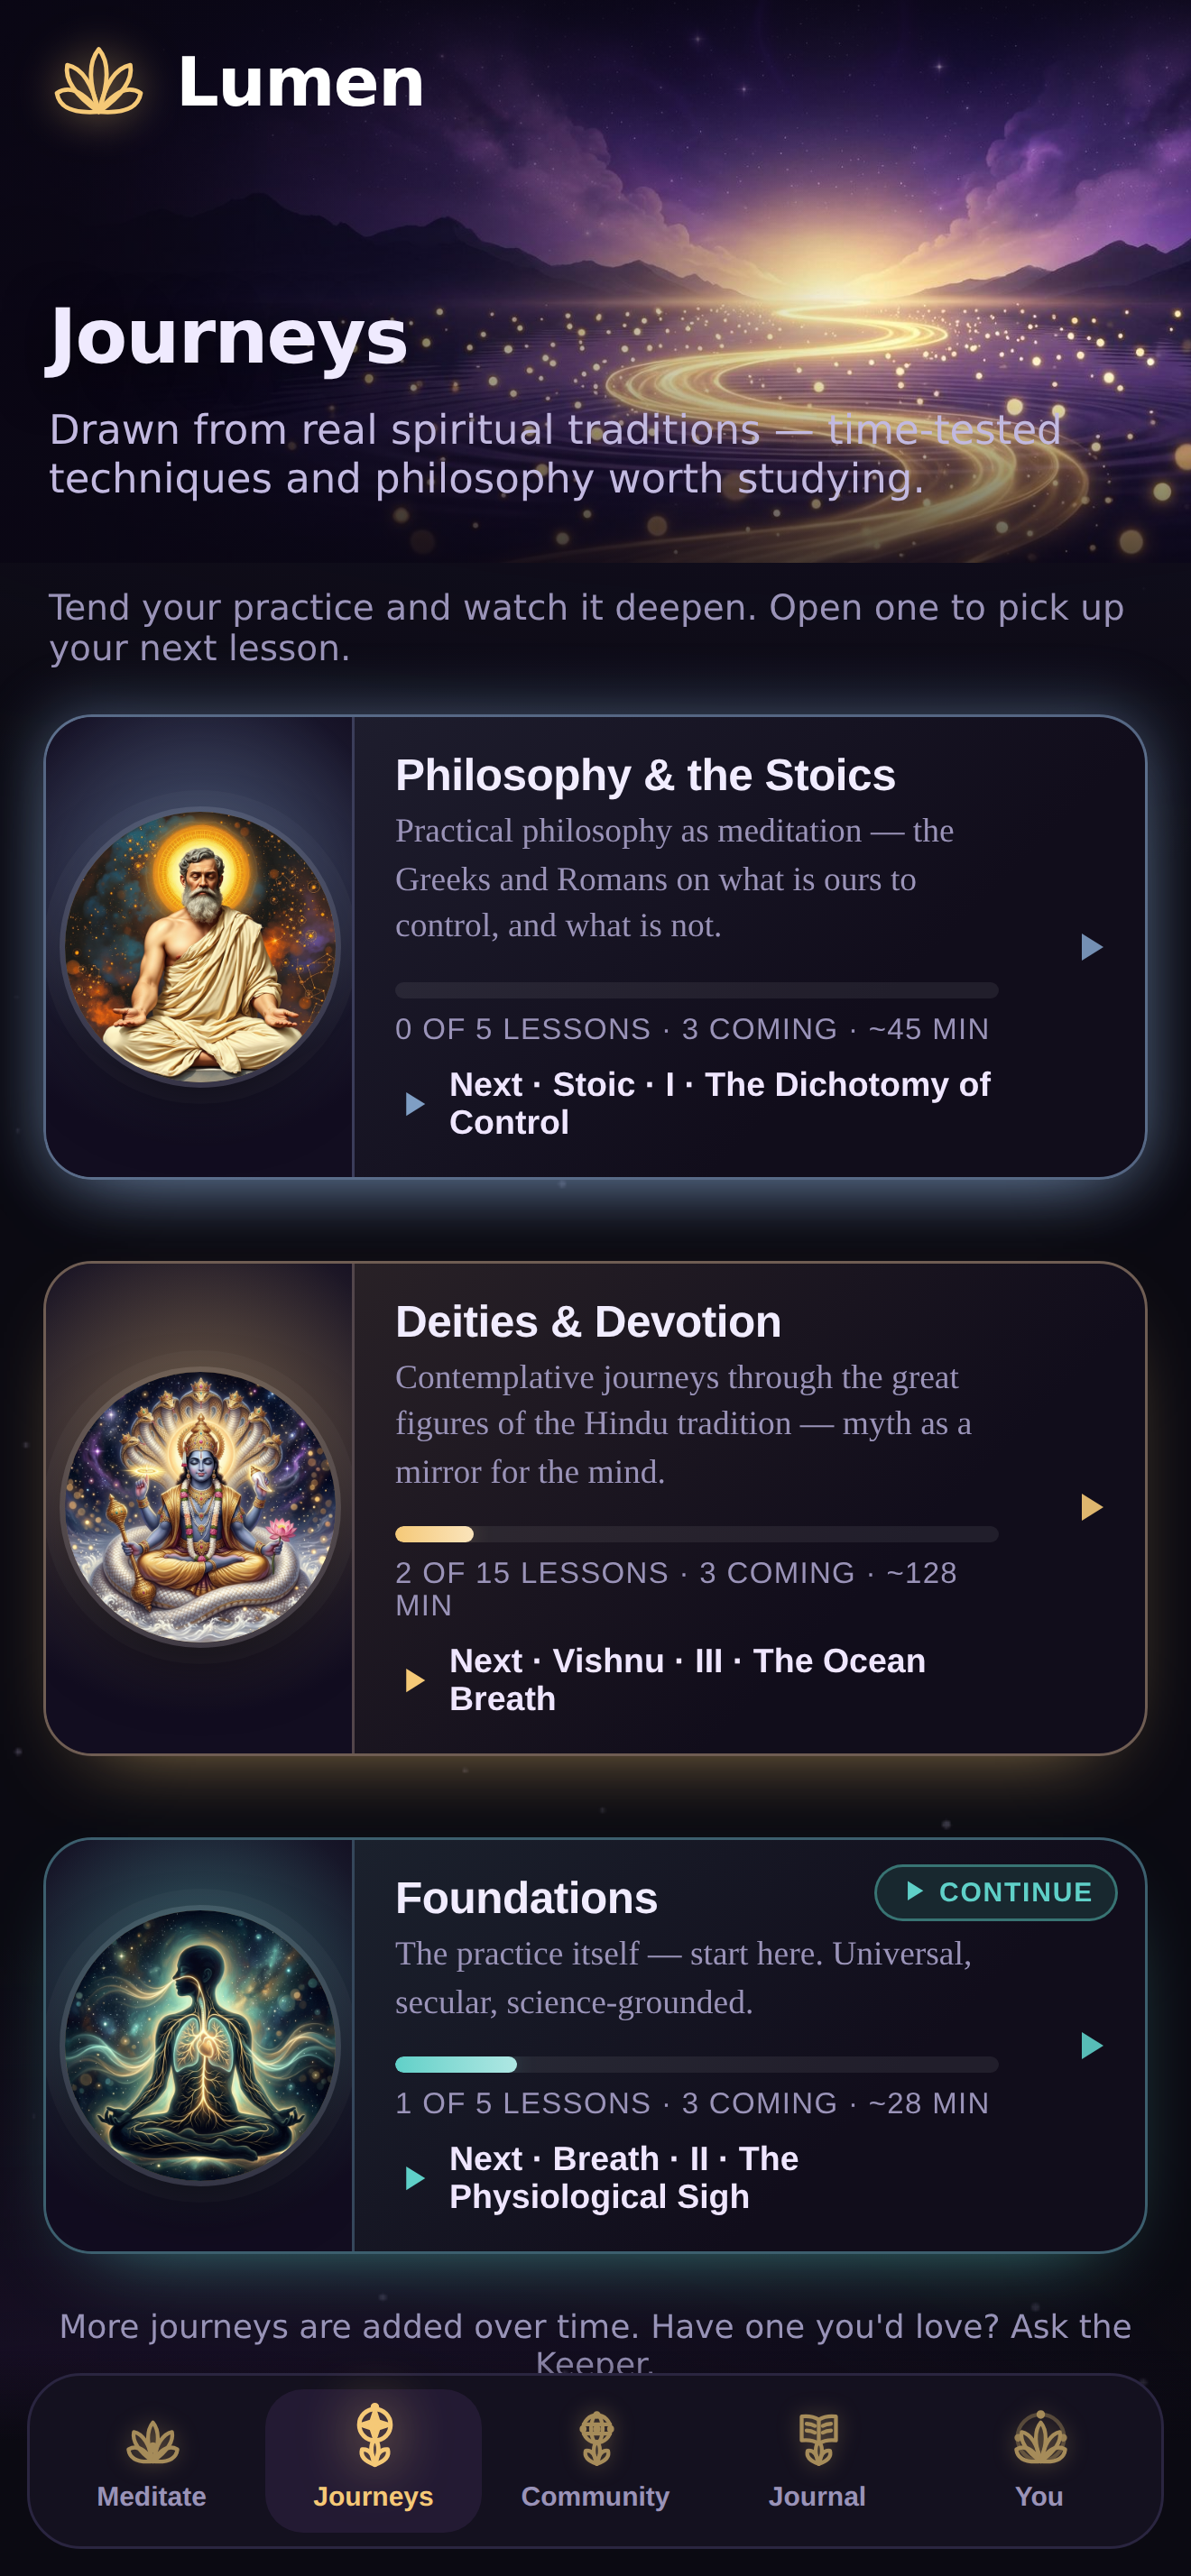 Lumen
Journeys
Drawn from real spiritual traditions — time-tested
techniques and philosophy worth studying.
Tend your practice and watch it deepen. Open one to pick up
your next lesson.
Philosophy & the Stoics
Practical philosophy as meditation — the
Greeks and Romans on what is ours to
control, and what is not.
0 OF 5 LESSONS · 3 COMING · ~45 MIN
Next · Stoic · I · The Dichotomy of
Control
Deities & Devotion
Contemplative journeys through the great
figures of the Hindu tradition — myth as a
mirror for the mind.
2 OF 15 LESSONS · 3 COMING · ~128
MIN
Next · Vishnu · III · The Ocean
Breath
Foundations
CONTINUE
The practice itself — start here. Universal,
secular, science-grounded.
1 OF 5 LESSONS · 3 COMING · ~28 MIN
Next · Breath · II · The
Physiological Sigh
More journeys are added over time. Have one you'd love? Ask the
Keeper.
Meditate
Journeys
Community
Journal
You